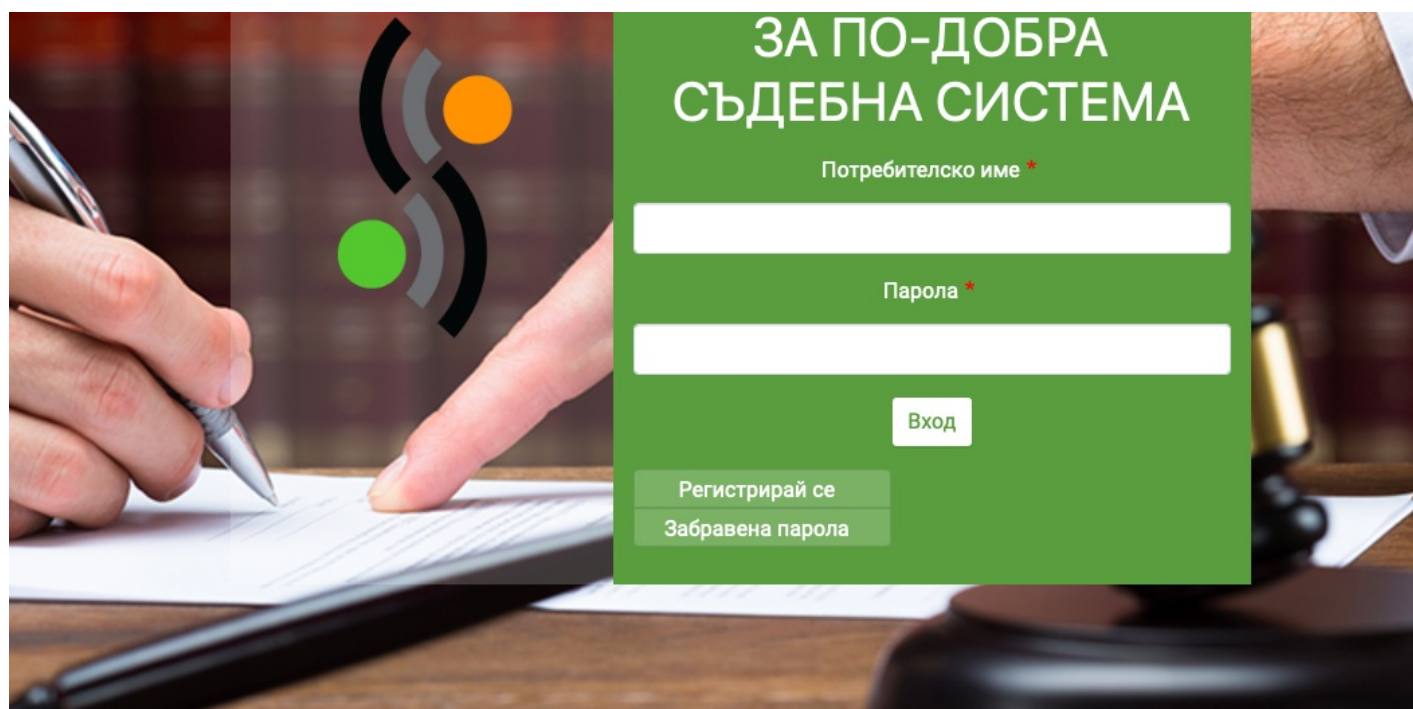 ЗА ПО-ДОБРА
СЪДЕБНА СИСТЕМА
Потребителско име *
Парола *
Вход
Регистрирай се
Забравена парола